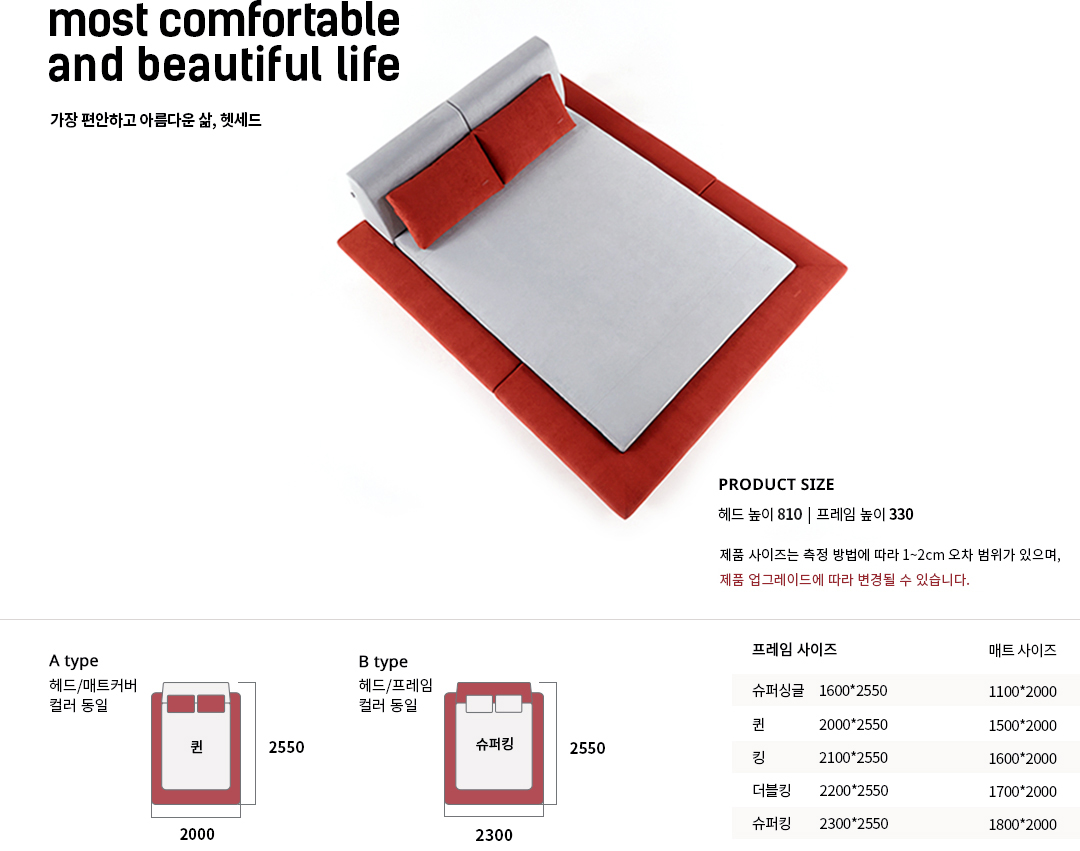 most comfortable
and beautiful life
가장 편안하고 아름다운 삶, 헷세드
PRODUCT SIZE
헤드 높이 810 | 프레임 높이 330
제품 사이즈는 측정 방법에 따라 1~2cm 오차 범위가 있으며,
제품 업그레이드에 따라 변경될 수 있습니다.
A type
헤드/매트커버
컬러 동일
퀸
2550
2000
B type
헤드/프레임
컬러 동일
슈퍼킹
2550
2300
프레임 사이즈 매트 사이즈
슈퍼싱글 1600*2550 1100*2000
퀸 2000*2550 1500*2000
킹 2100*2550 1600*2000
더블킹 2200*2550 1700*2000
슈퍼킹 2300*2550 1800*2000